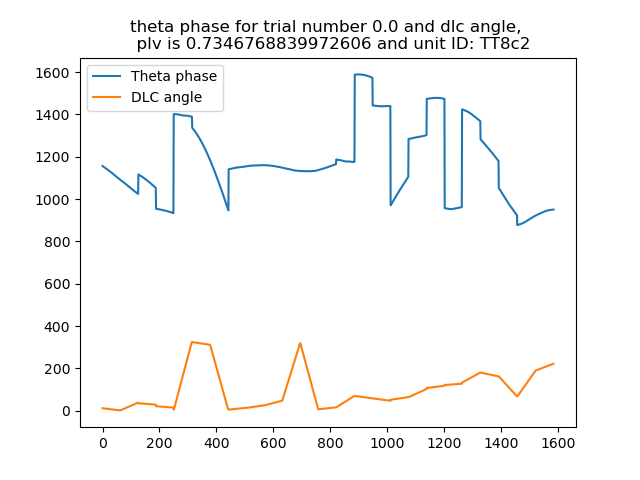 theta phase for trial number 0.0 and dlc angle,
plv is 0.7346768839972606 and unit ID: TT8c2
Theta phase
DLC angle
1600
1400
1200
1000
800
600
400
200
0
0 200 400 600 800 1000 1200 1400 1600